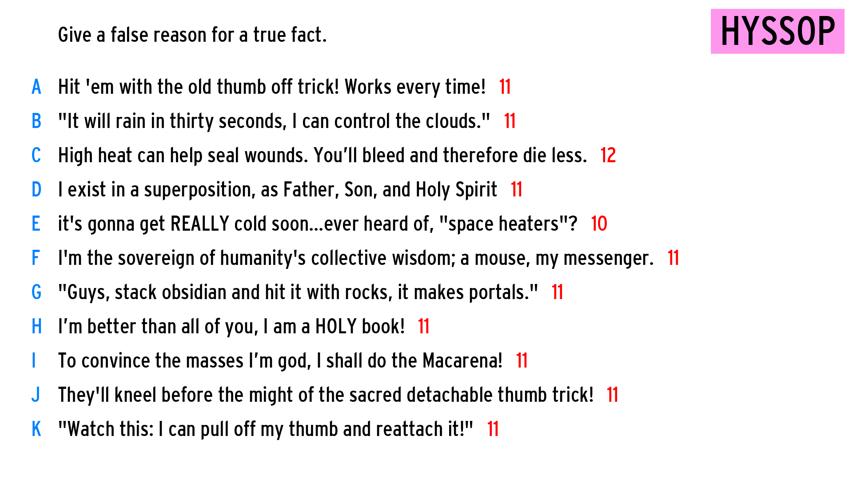 Give a false reason for a true fact.
HYSSOP
A Hit 'em with the old thumb off trick! Works every time! 11
B "It will rain in thirty seconds, I can control the clouds." 11
C High heat can help seal wounds. You'll bleed and therefore die less. 12
D I exist in a superposition, as Father, Son, and Holy Spirit 11
E it's gonna get REALLY cold soon...ever heard of, "space heaters"? 10
F I'm the sovereign of humanity's collective wisdom; a mouse, my messenger. 11
G "Guys, stack obsidian and hit it with rocks, it makes portals." 11
H I'm better than all of you, I am a HOLY book! 11
I To convince the masses I'm god, I shall do the Macarena! 11
J They'll kneel before the might of the sacred detachable thumb trick! 11
K "Watch this: I can pull off my thumb and reattach it!" 11